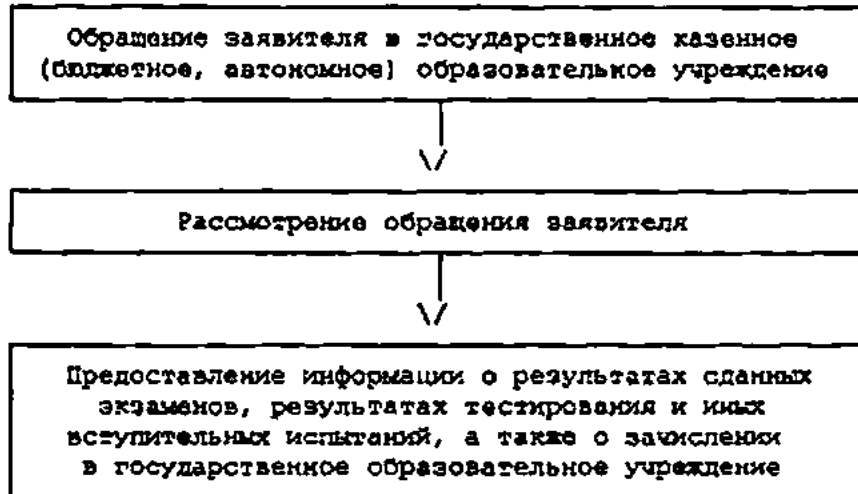 Обращение заявителя в государственное казенное
(бюджетное, автономное) образовательное учреждение
Рассмотрение обращения заявителя
Предоставление информации о результатах сданных
экзаменов, результатах тестирования и иных
вступительных испытаний, а также о зачислении
в государственное образовательное учреждение